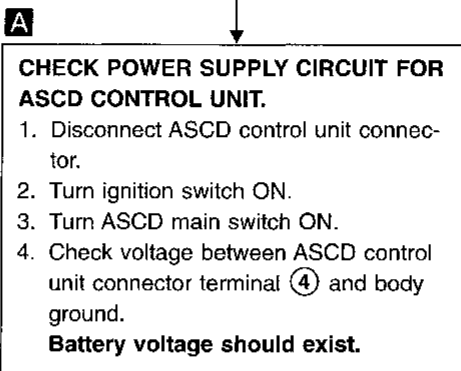 A
CHECK POWER SUPPLY CIRCUIT FOR
ASCD CONTROL UNIT.
1. Disconnect ASCD control unit connec-
tor.
2. Turn ignition switch ON.
3. Turn ASCD main switch ON.
4. Check voltage between ASCD control
unit connector terminal ④ and body
ground.
Battery voltage should exist.